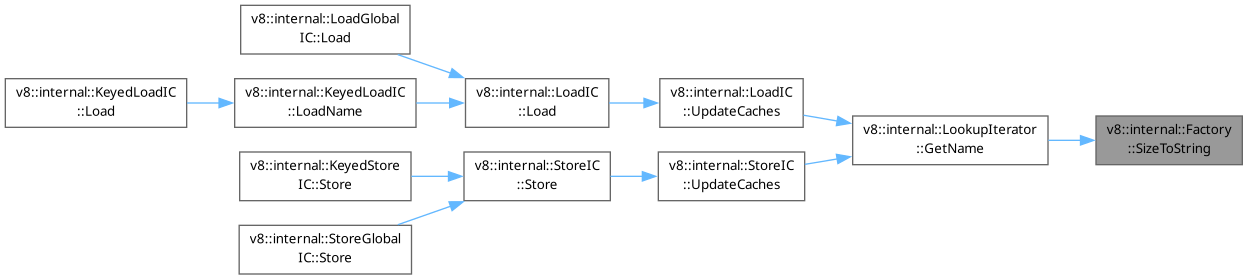 v8::internal::LoadGlobal
IC::Load
v8::internal::KeyedLoadIC
::Load
v8::internal::KeyedLoadIC
::LoadName
v8::internal::LoadIC
::Load
v8::internal::LoadIC
::UpdateCaches
v8::internal::LookupIterator
::GetName
v8::internal::Factory
::SizeToString
v8::internal::KeyedStore
IC::Store
v8::internal::StoreIC
::Store
v8::internal::StoreIC
::UpdateCaches
v8::internal::StoreGlobal
IC::Store